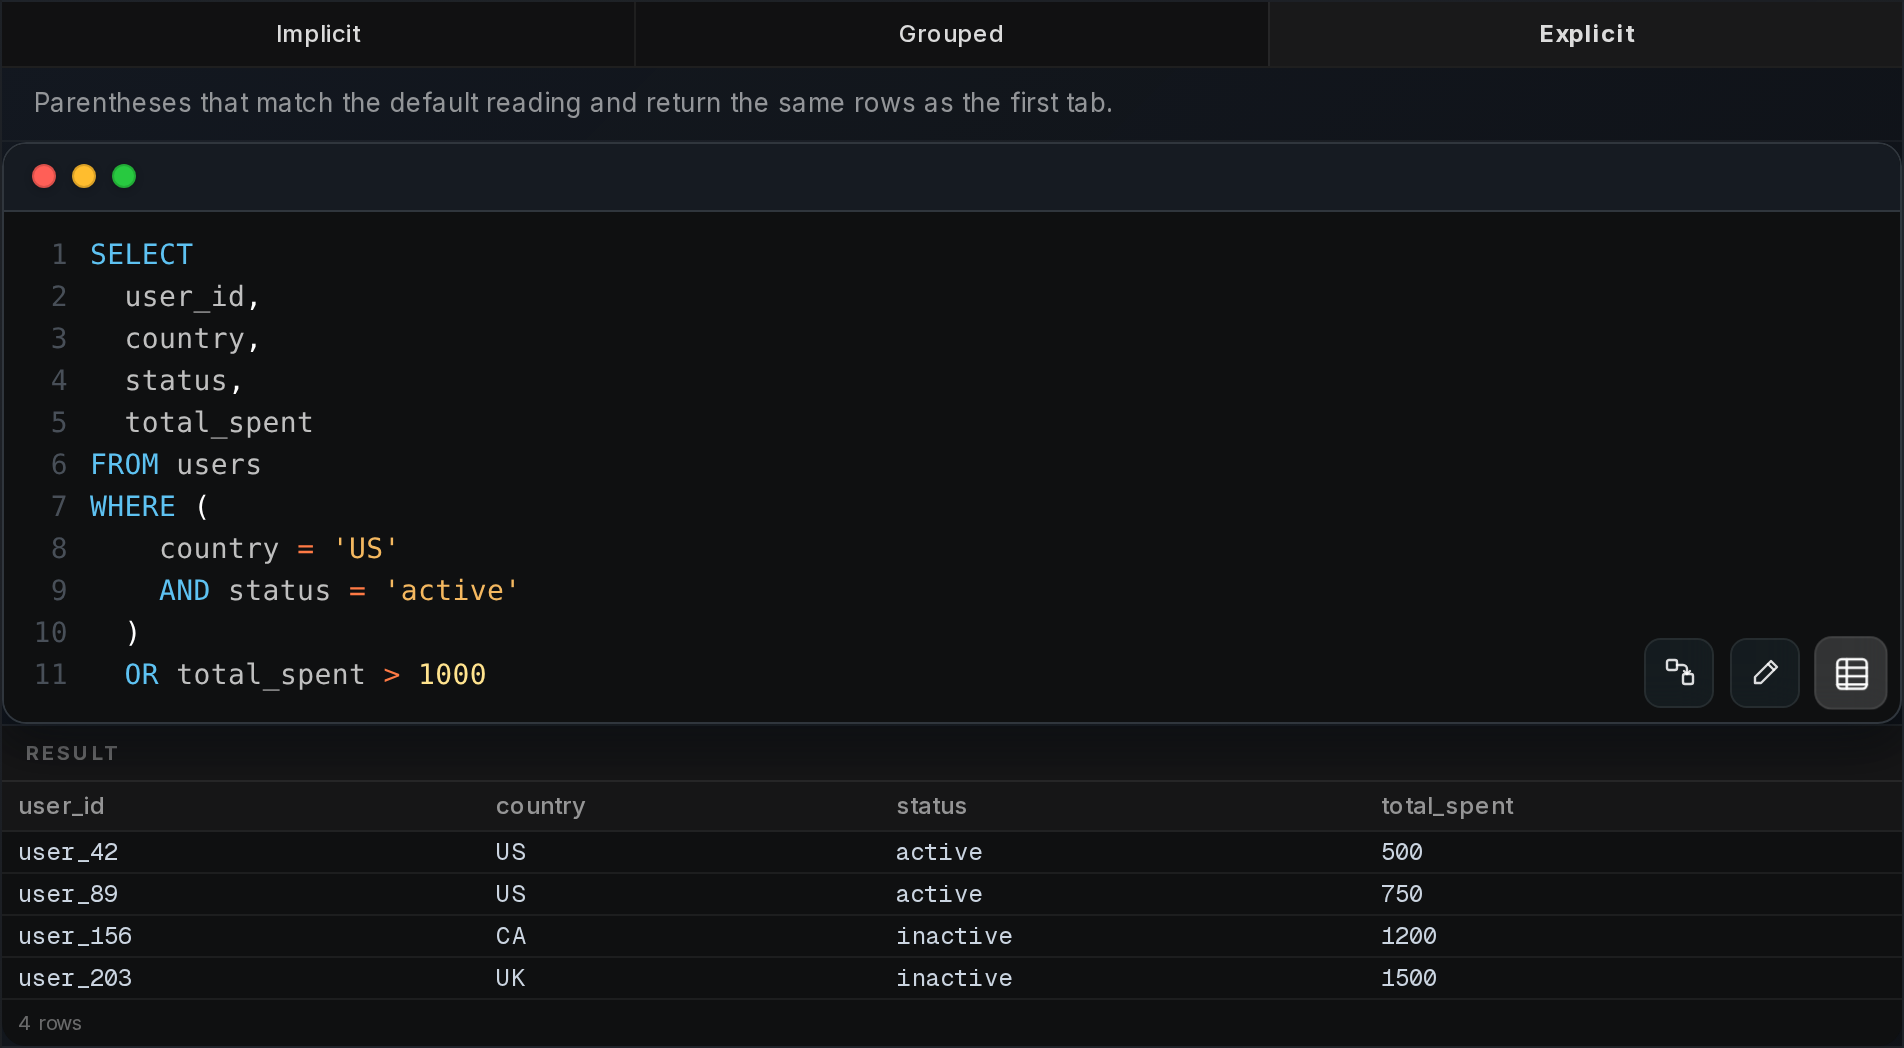 Implicit Grouped Explicit
Parentheses that match the default reading and return the same rows as the first tab.
1 SELECT
2   user_id,
3   country,
4   status,
5   total_spent
6 FROM users
7 WHERE (
8     country = 'US'
9     AND status = 'active'
10   )
11   OR total_spent > 1000
RESULT
user_id country status total_spent
user_42 US active 500
user_89 US active 750
user_156 CA inactive 1200
user_203 UK inactive 1500
4 rows